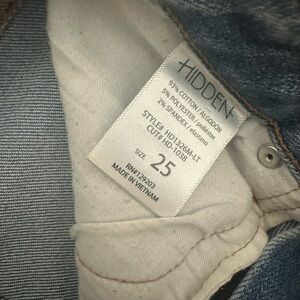 HIDDEN
93% COTTON / ALGODON
5% POLYESTER / poliéster
2% SPANDEX / elastano
STYLE# HD1326M-LT
CUT# HD-1038
SIZE 25
RN#129203
MADE IN VIETNAM